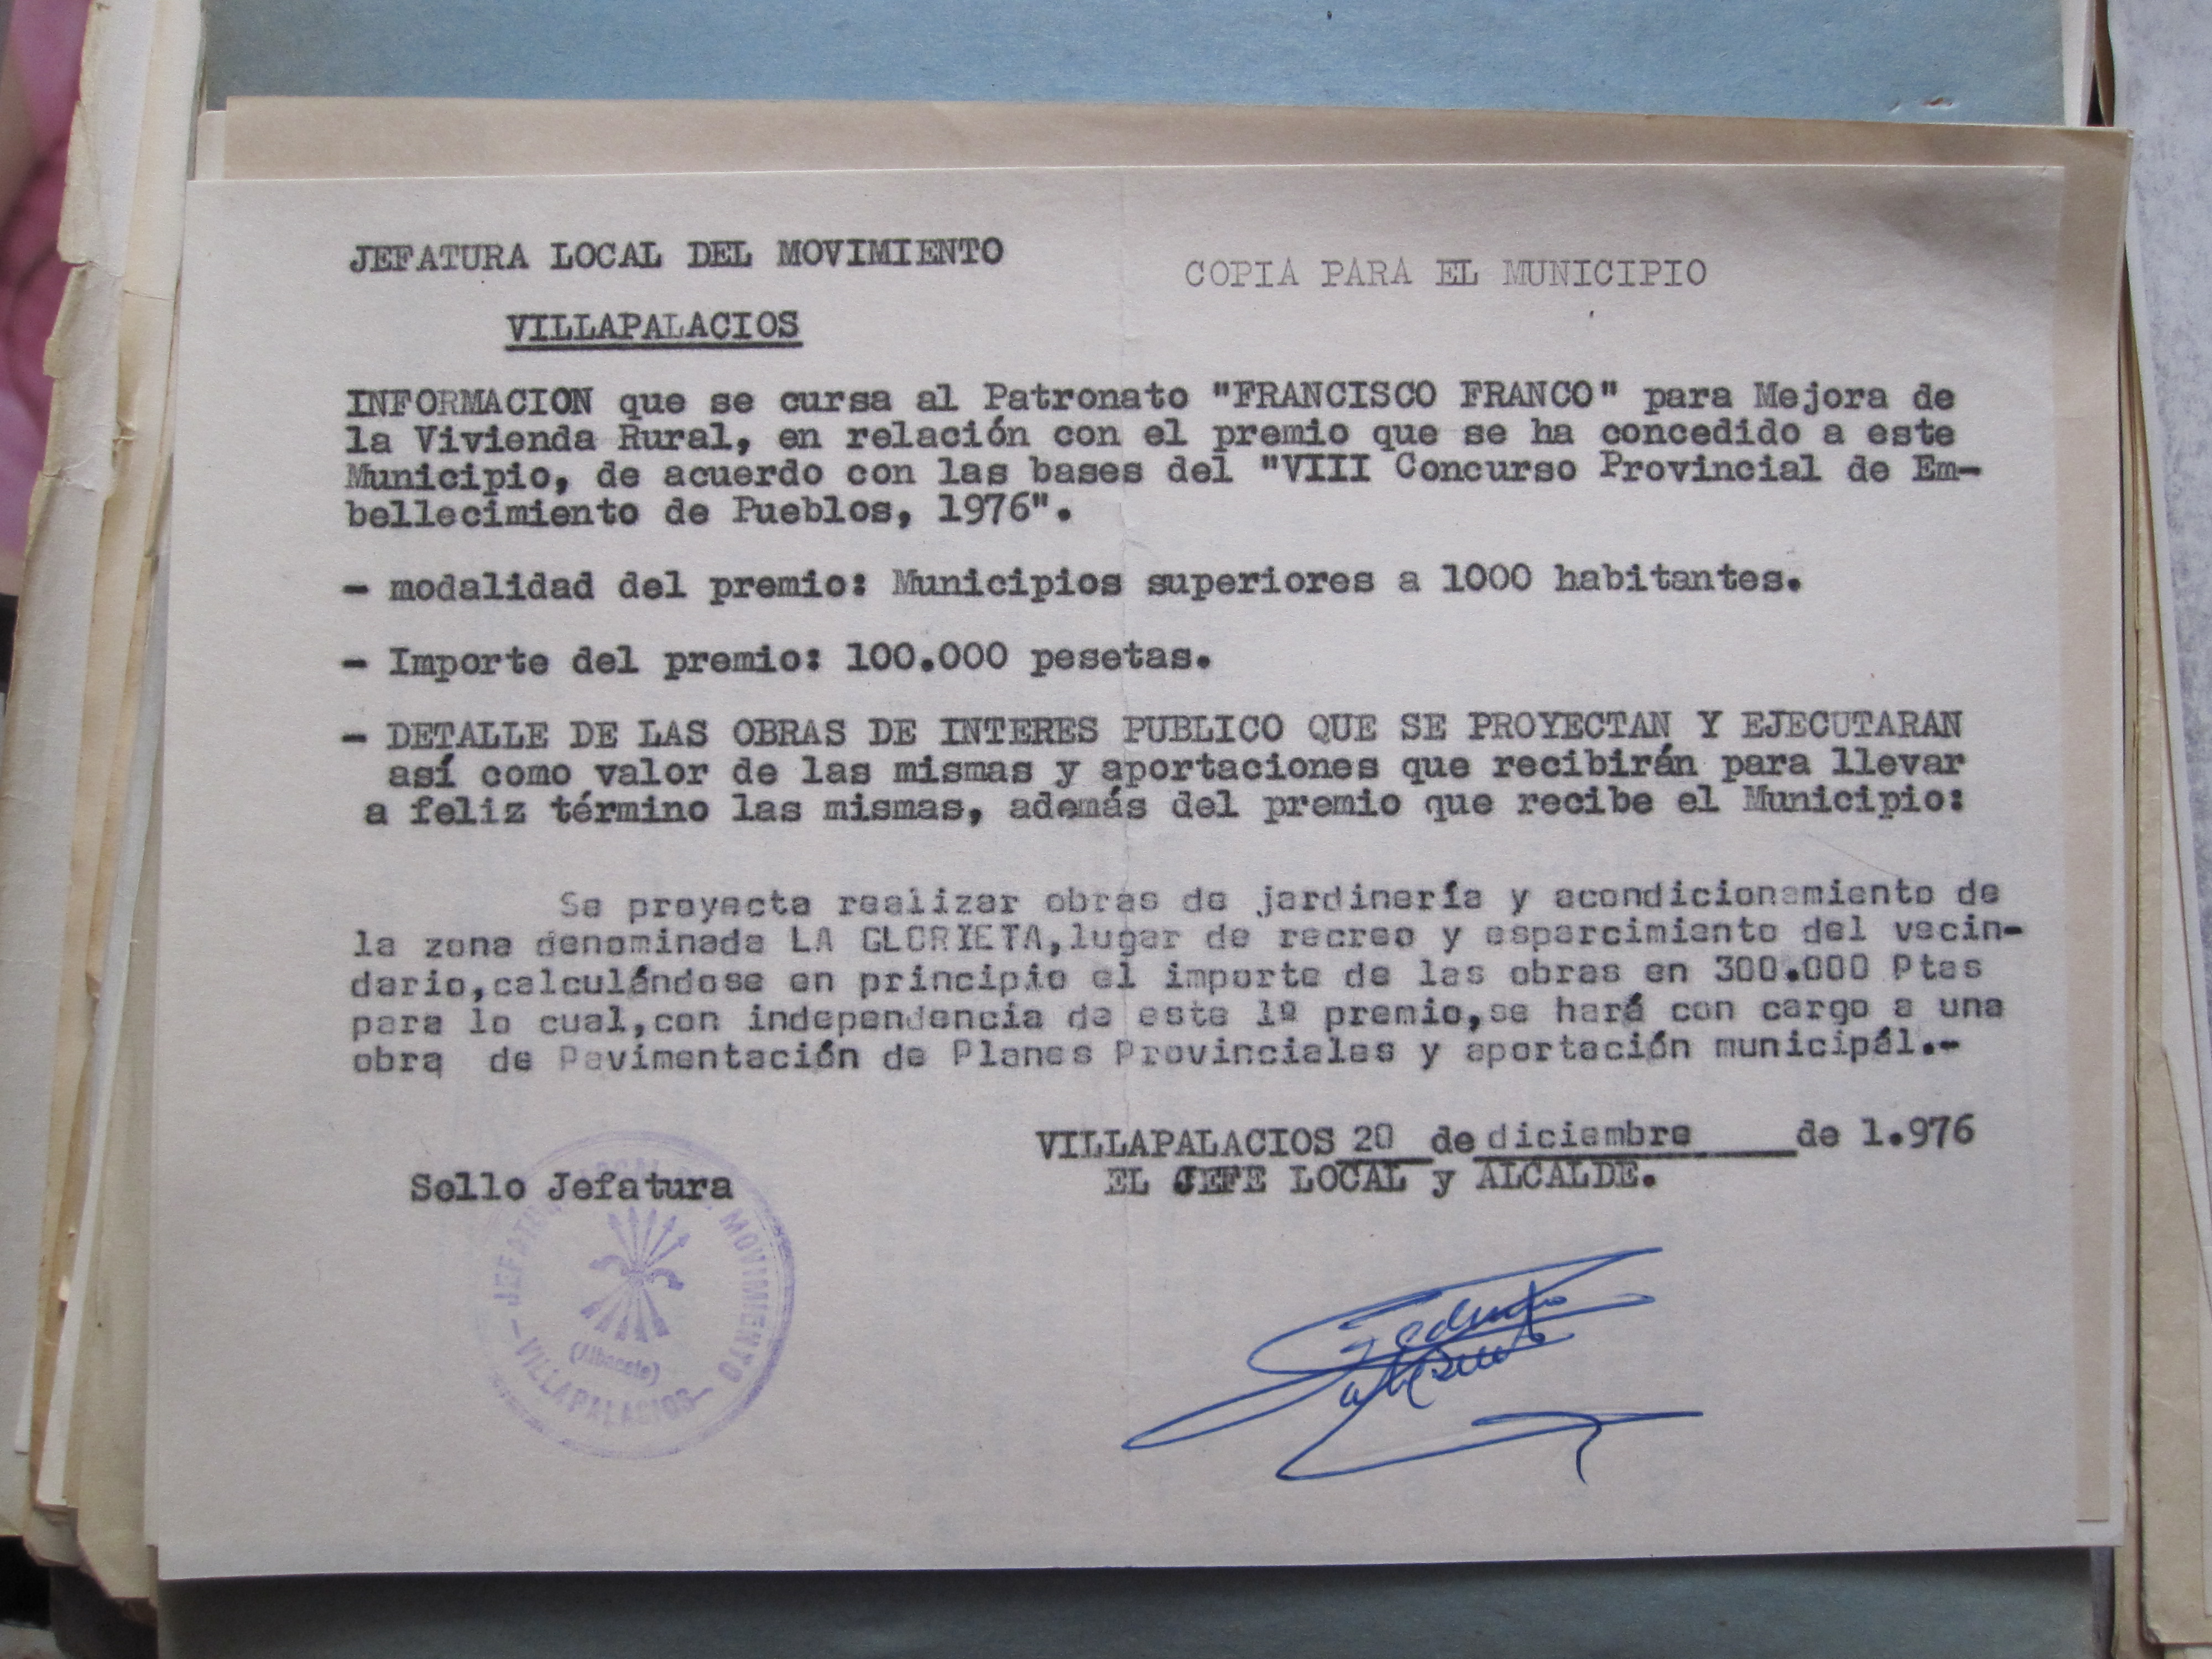 JEFATURA LOCAL DEL MOVIMIENTO
COPIA PARA EL MUNICIPIO
VILLAPALACIOS
INFORMACION que se cursa al Patronato "FRANCISCO FRANCO" para Mejora de
la Vivienda Rural, en relación con el premio que se ha concedido a este
Municipio, de acuerdo con las bases del "VIII Concurso Provincial de Em-
bellecimiento de Pueblos, 1976".
- modalidad del premio: Municipios superiores a 1000 habitantes.
- Importe del premio: 100.000 pesetas.
- DETALLE DE LAS OBRAS DE INTERES PUBLICO QUE SE PROYECTAN Y EJECUTARAN
así como valor de las mismas y aportaciones que recibirán para llevar
a feliz término las mismas, además del premio que recibe el Municipio:
Se proyecta realizar obras de jardinería y acondicionamiento de
la zona denominada LA GLORIETA,lugar de recreo y esparcimiento del vecin-
dario,calculándose en principio el importe de las obras en 300.000 Ptas
para lo cual,con independencia de este 1º premio,se hará con cargo a una
obra de Pavimentación de Planes Provinciales y aportación municipál.-
VILLAPALACIOS 20 de diciembre de 1.976
EL JEFE LOCAL y ALCALDE.
Sello Jefatura
JEFATURA LOCAL DEL MOVIMIENTO
(Albacete)
-VILLAPALACIOS-